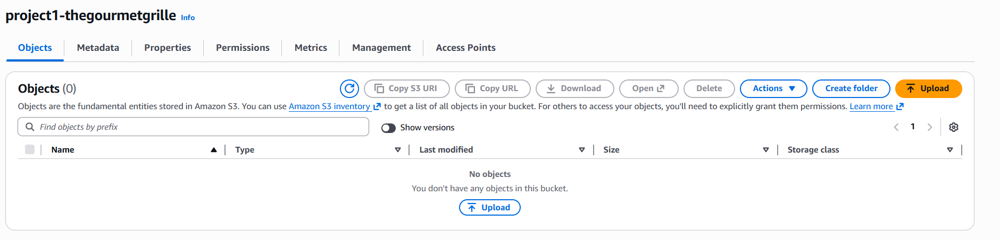 project1-thegourmetgrille Info
Objects Metadata Properties Permissions Metrics Management Access Points
Objects (0) Copy S3 URI Copy URL Download Open Delete Actions Create folder Upload
Objects are the fundamental entities stored in Amazon S3. You can use Amazon S3 inventory to get a list of all objects in your bucket. For others to access your objects, you'll need to explicitly grant them permissions. Learn more
Find objects by prefix Show versions 1
Name Type Last modified Size Storage class
No objects
You don't have any objects in this bucket.
Upload